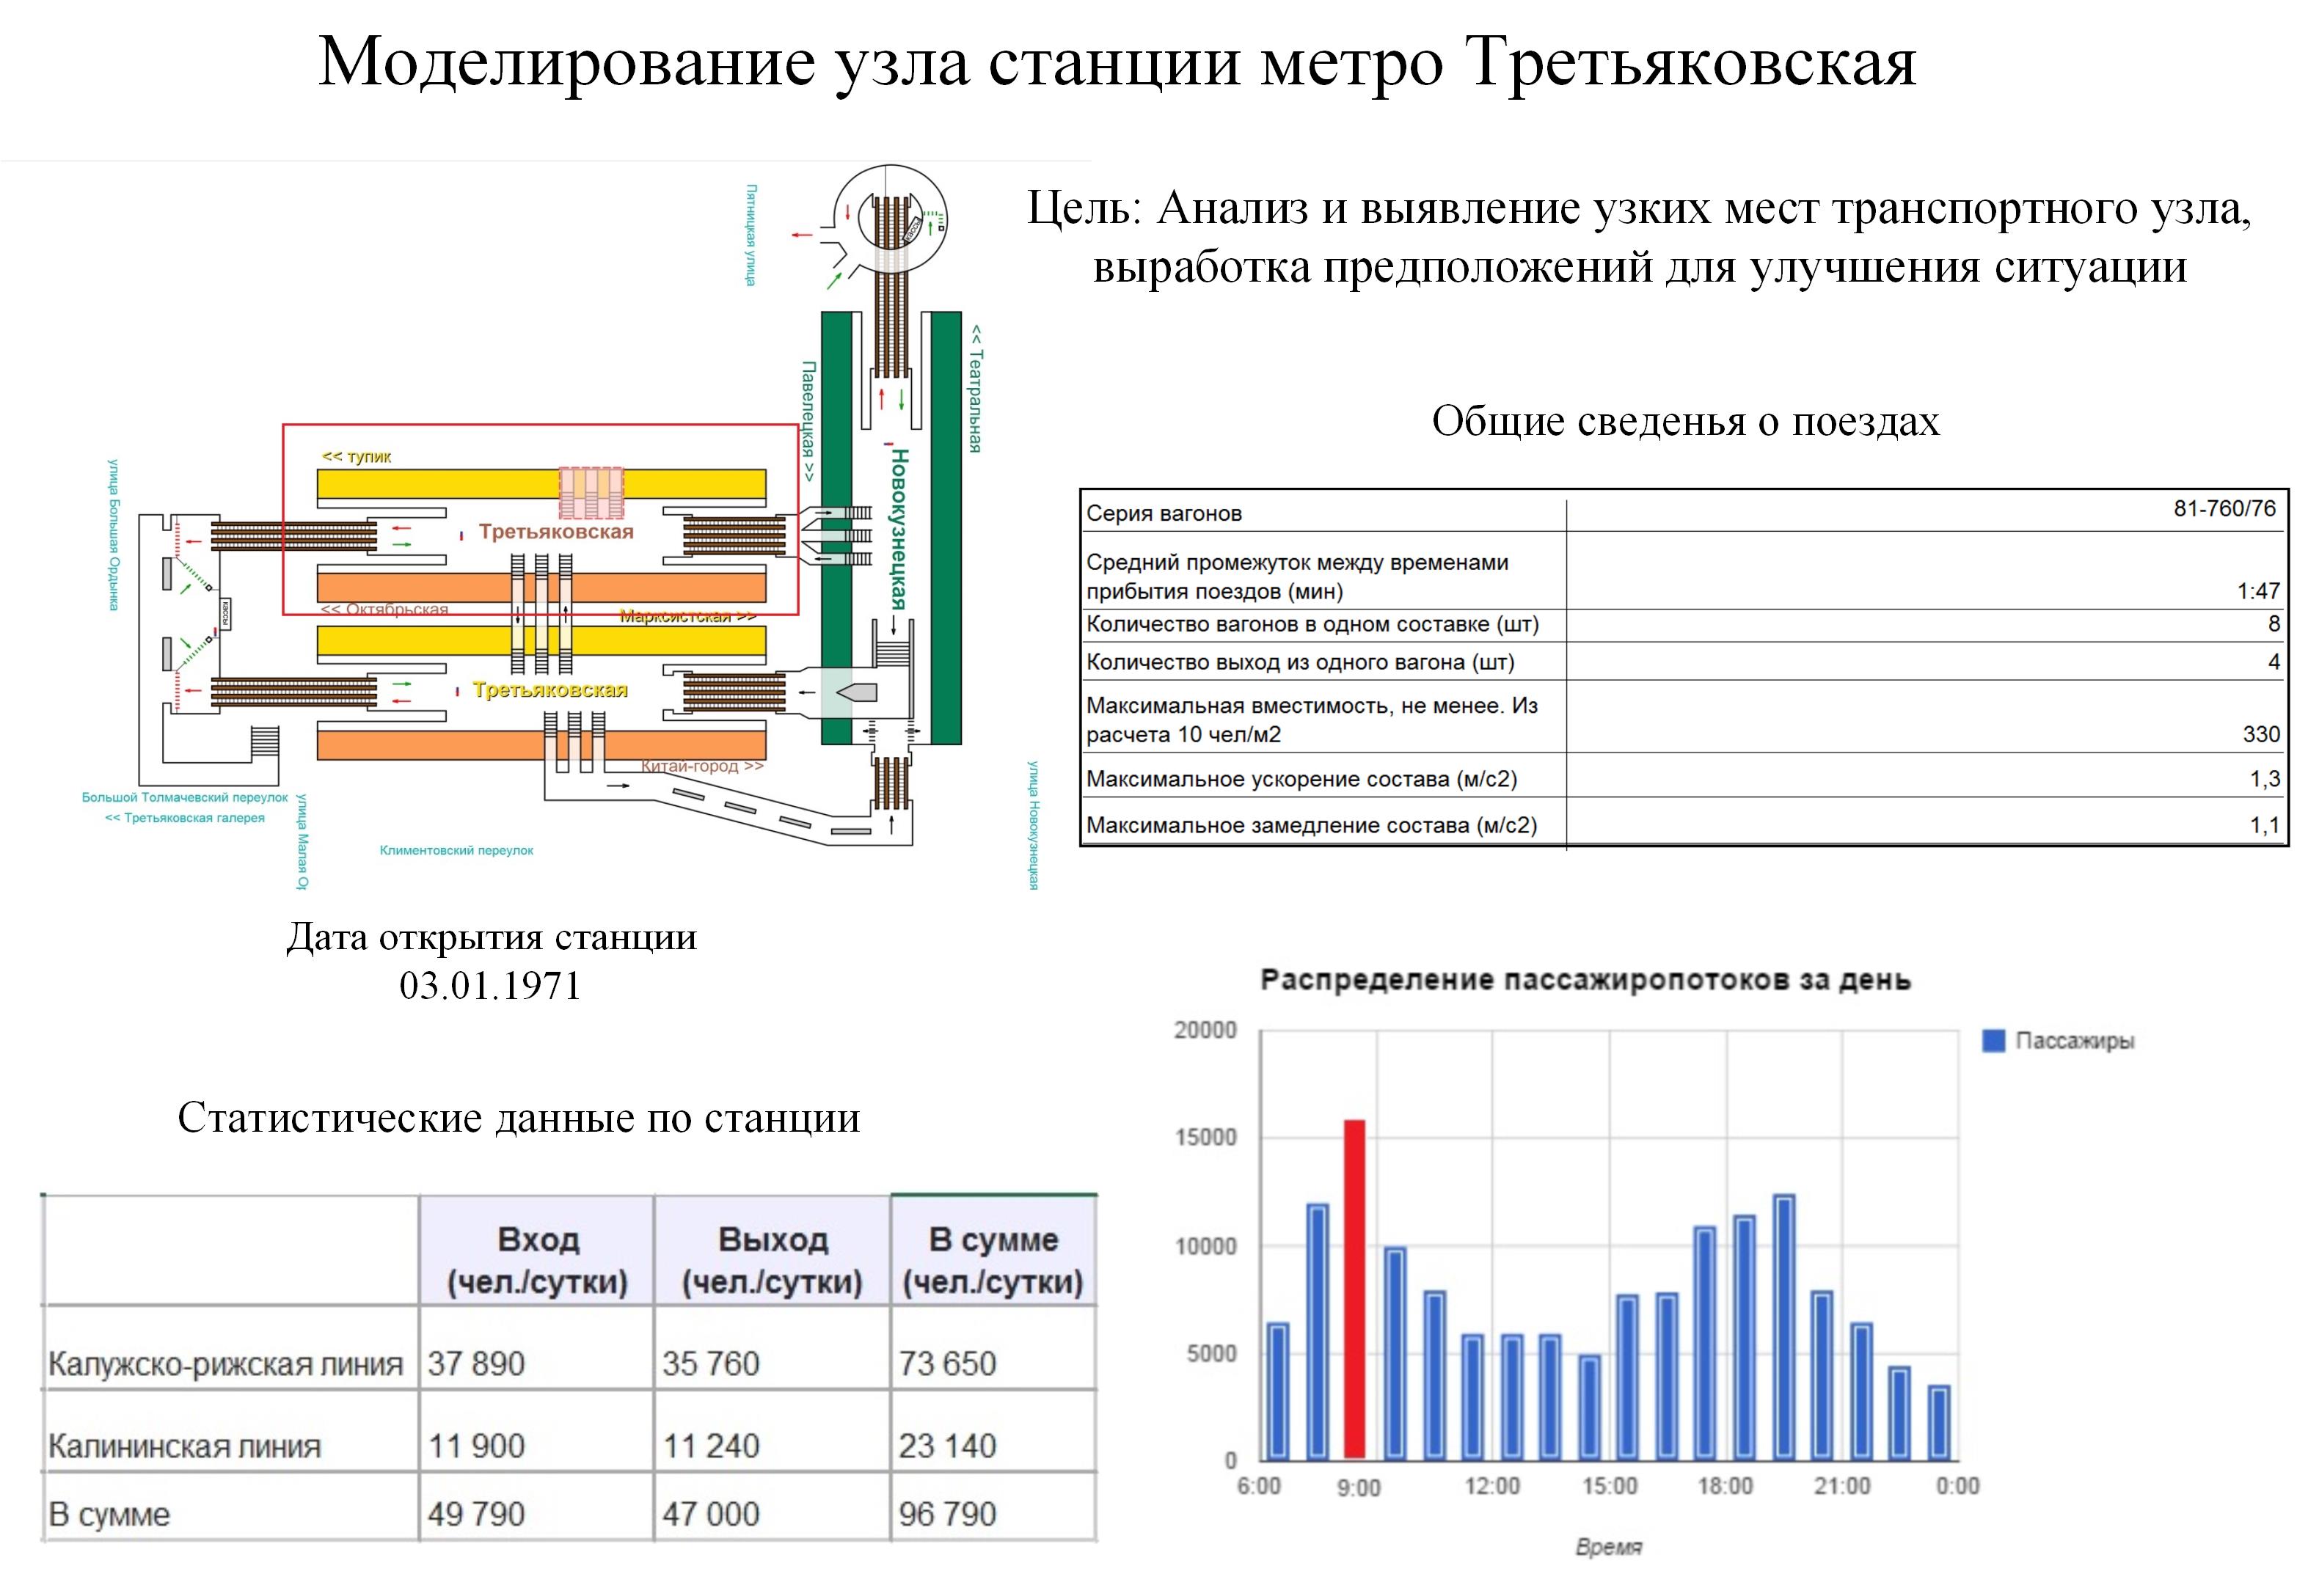 Моделирование узла станции метро Третьяковская
Цель: Анализ и выявление узких мест транспортного узла,
выработка предположений для улучшения ситуации
Пятницкая улица
<< Театральная
Павелецкая >>
Новокузнецкая
улица Большая Ордынка
<< тупик
Третьяковская
<< Октябрьская
Марксистская >>
кассы
Третьяковская
Китай-город >>
Большой Толмачевский переулок
<< Третьяковская галерея
улица Малая Ор
Климентовский переулок
улица Новокузнецкая
Общие сведенья о поездах
Серия вагонов 81-760/76
Средний промежуток между временами
прибытия поездов (мин) 1:47
Количество вагонов в одном составке (шт) 8
Количество выход из одного вагона (шт) 4
Максимальная вместимость, не менее. Из
расчета 10 чел/м2 330
Максимальное ускорение состава (м/с2) 1,3
Максимальное замедление состава (м/с2) 1,1
Дата открытия станции
03.01.1971
Статистические данные по станции
Вход Выход В сумме
(чел./сутки) (чел./сутки) (чел./сутки)
Калужско-рижская линия 37 890 35 760 73 650
Калининская линия 11 900 11 240 23 140
В сумме 49 790 47 000 96 790
Распределение пассажиропотоков за день
Пассажиры
20000
15000
10000
5000
0
6:00 9:00 12:00 15:00 18:00 21:00 0:00
Время